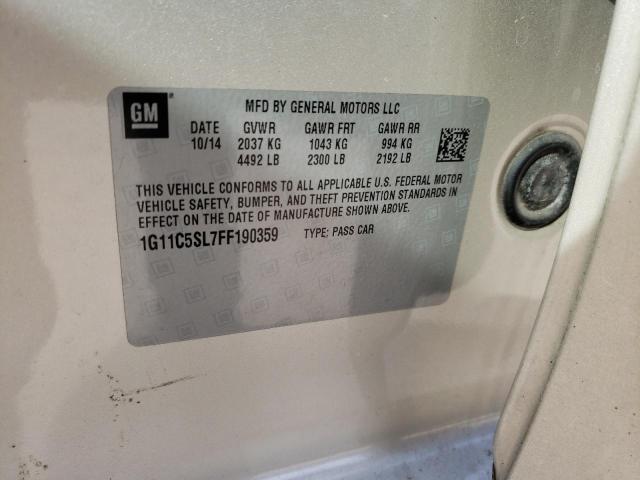 GM
MFD BY GENERAL MOTORS LLC
DATE GVWR GAWR FRT GAWR RR
10/14 2037 KG 1043 KG 994 KG
4492 LB 2300 LB 2192 LB
THIS VEHICLE CONFORMS TO ALL APPLICABLE U.S. FEDERAL MOTOR
VEHICLE SAFETY, BUMPER, AND THEFT PREVENTION STANDARDS IN
EFFECT ON THE DATE OF MANUFACTURE SHOWN ABOVE.
1G11C5SL7FF190359 TYPE: PASS CAR